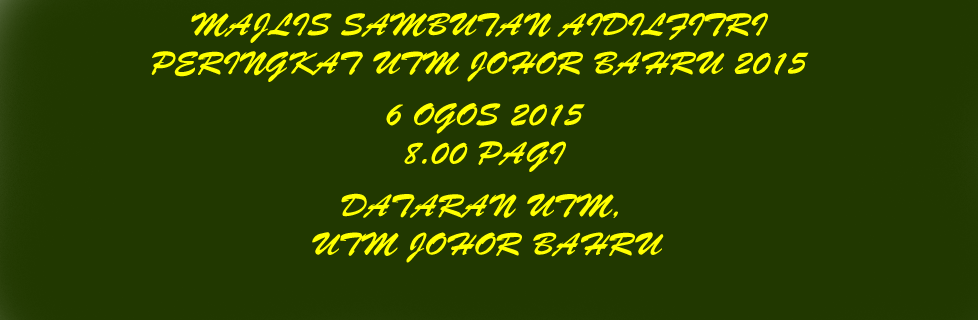 MAJLIS SAMBUTAN AIDILFITRI
PERINGKAT UTM JOHOR BAHRU 2015
6 OGOS 2015
8.00 PAGI
DATARAN UTM,
UTM JOHOR BAHRU